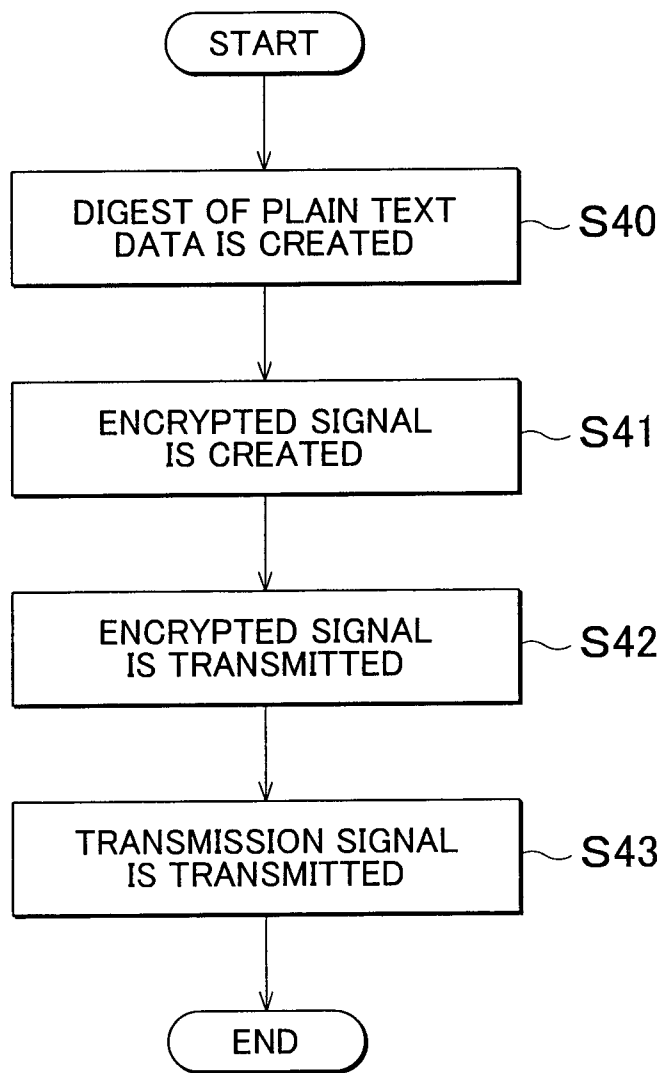 START
DIGEST OF PLAIN TEXT
DATA IS CREATED
S40
ENCRYPTED SIGNAL
IS CREATED
S41
ENCRYPTED SIGNAL
IS TRANSMITTED
S42
TRANSMISSION SIGNAL
IS TRANSMITTED
S43
END